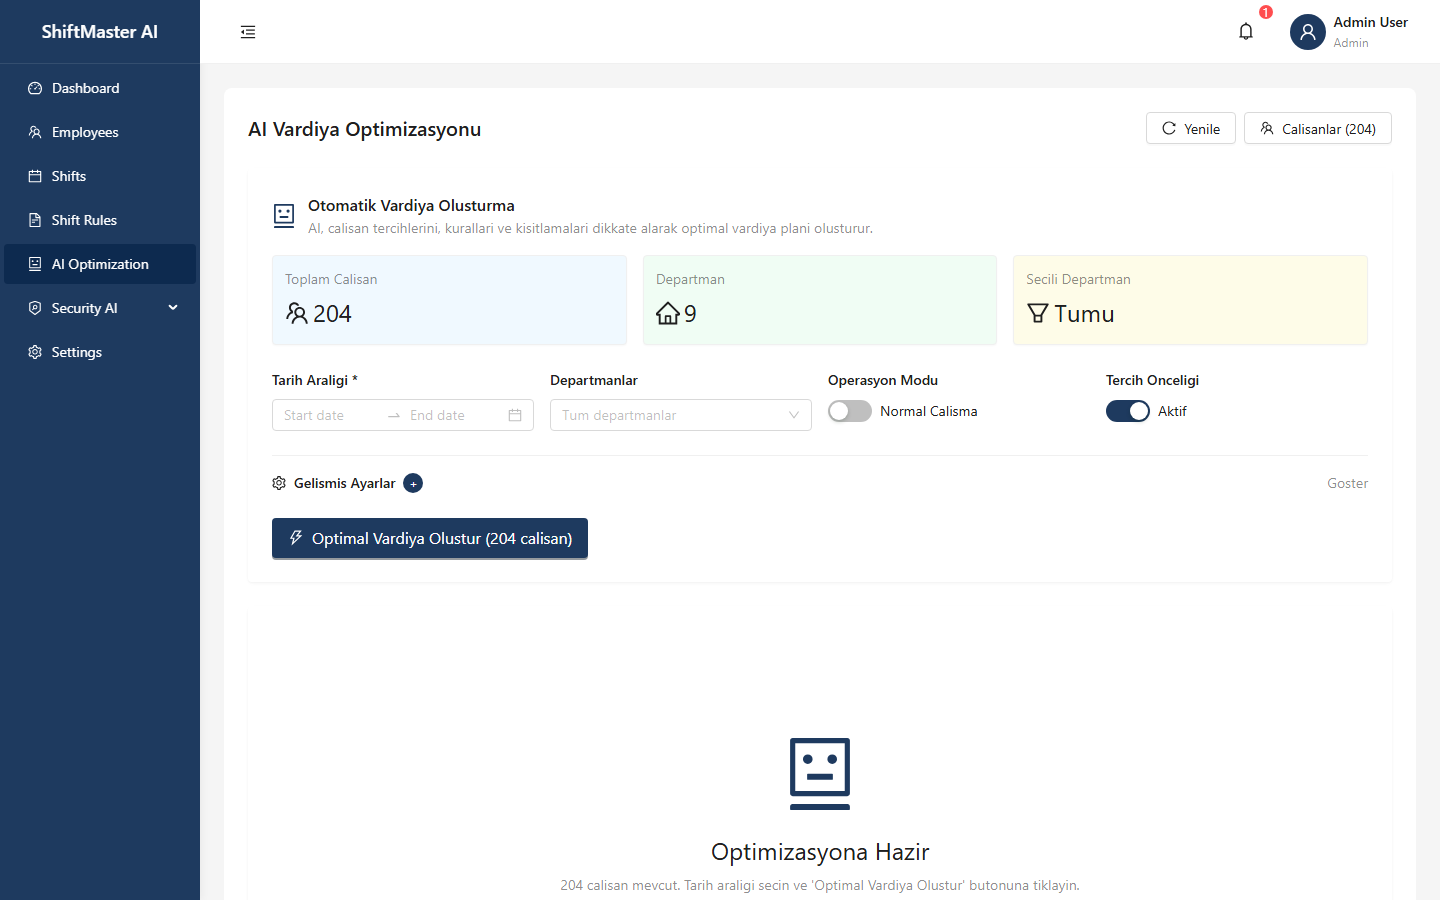 ShiftMaster AI
Dashboard
Employees
Shifts
Shift Rules
AI Optimization
Security AI
Settings
1
Admin User
Admin
AI Vardiya Optimizasyonu
Yenile
Calisanlar (204)
Otomatik Vardiya Olusturma
AI, calisan tercihlerini, kurallari ve kisitlamalari dikkate alarak optimal vardiya plani olusturur.
Toplam Calisan
204
Departman
9
Secili Departman
Tumu
Tarih Araligi *
Start date
End date
Departmanlar
Tum departmanlar
Operasyon Modu
Normal Calisma
Tercih Onceligi
Aktif
Gelismis Ayarlar +
Goster
Optimal Vardiya Olustur (204 calisan)
Optimizasyona Hazir
204 calisan mevcut. Tarih araligi secin ve 'Optimal Vardiya Olustur' butonuna tiklayin.